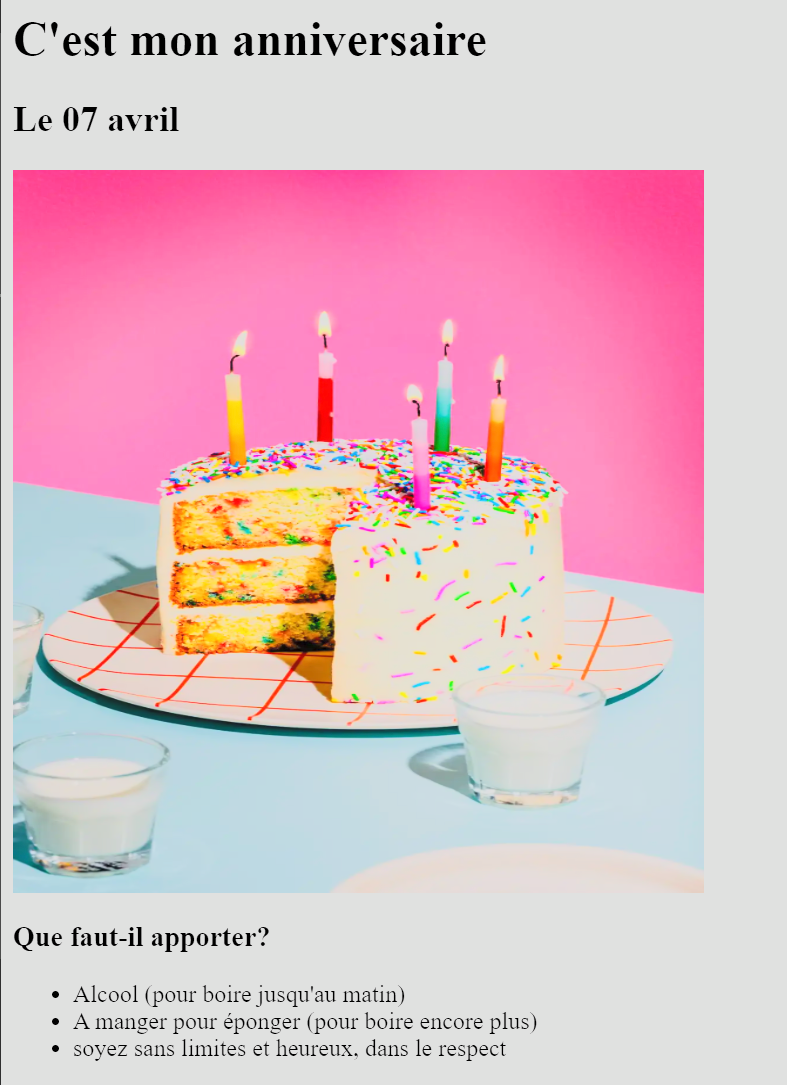 C'est mon anniversaire
Le 07 avril
Que faut-il apporter?
Alcool (pour boire jusqu'au matin)
A manger pour éponger (pour boire encore plus)
soyez sans limites et heureux, dans le respect